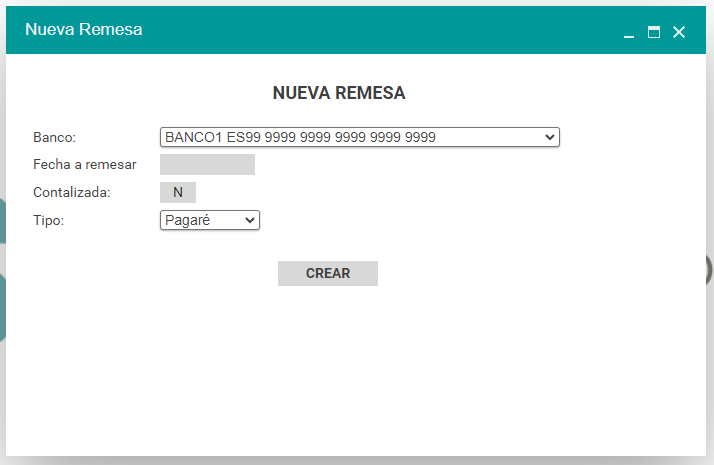 Nueva Remesa
NUEVA REMESA
Banco: BANCO1 ES99 9999 9999 9999 9999 9999
Fecha a remesar
Contalizada: N
Tipo: Pagaré
CREAR